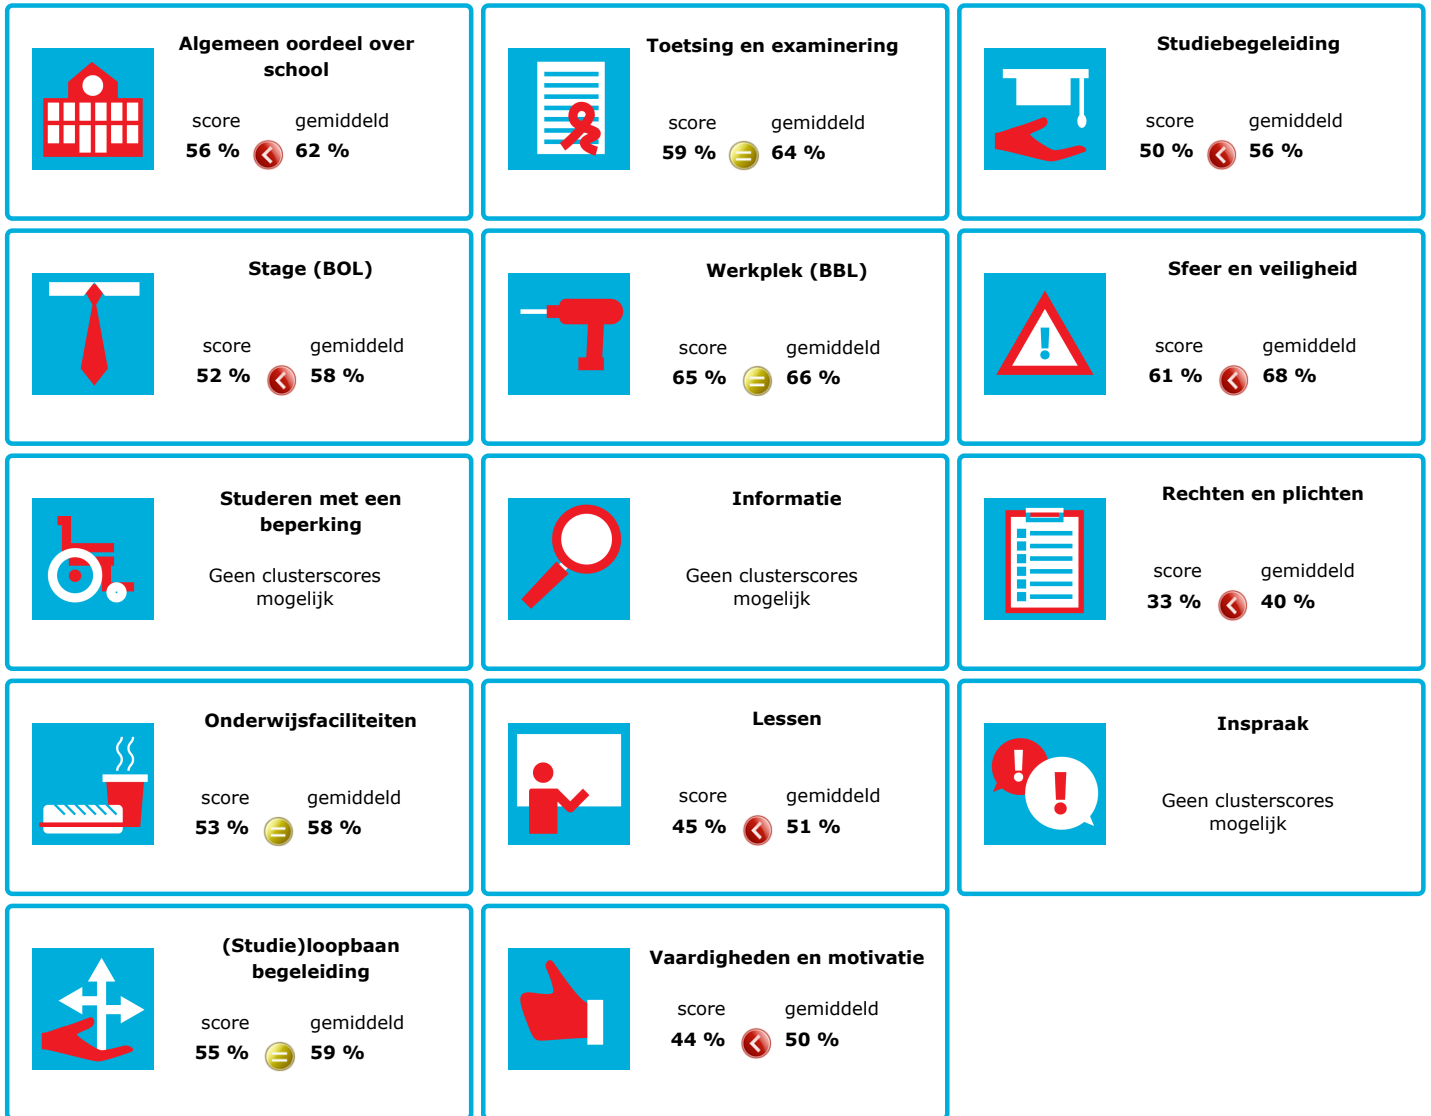 Algemeen oordeel over
school
score gemiddeld
56 % < 62 %
Toetsing en examinering
score gemiddeld
59 % = 64 %
Studiebegeleiding
score gemiddeld
50 % < 56 %
Stage (BOL)
score gemiddeld
52 % < 58 %
Werkplek (BBL)
score gemiddeld
65 % = 66 %
Sfeer en veiligheid
score gemiddeld
61 % < 68 %
Studeren met een
beperking
Geen clusterscores
mogelijk
Informatie
Geen clusterscores
mogelijk
Rechten en plichten
score gemiddeld
33 % < 40 %
Onderwijsfaciliteiten
score gemiddeld
53 % = 58 %
Lessen
score gemiddeld
45 % < 51 %
Inspraak
Geen clusterscores
mogelijk
(Studie)loopbaan
begeleiding
score gemiddeld
55 % = 59 %
Vaardigheden en motivatie
score gemiddeld
44 % < 50 %